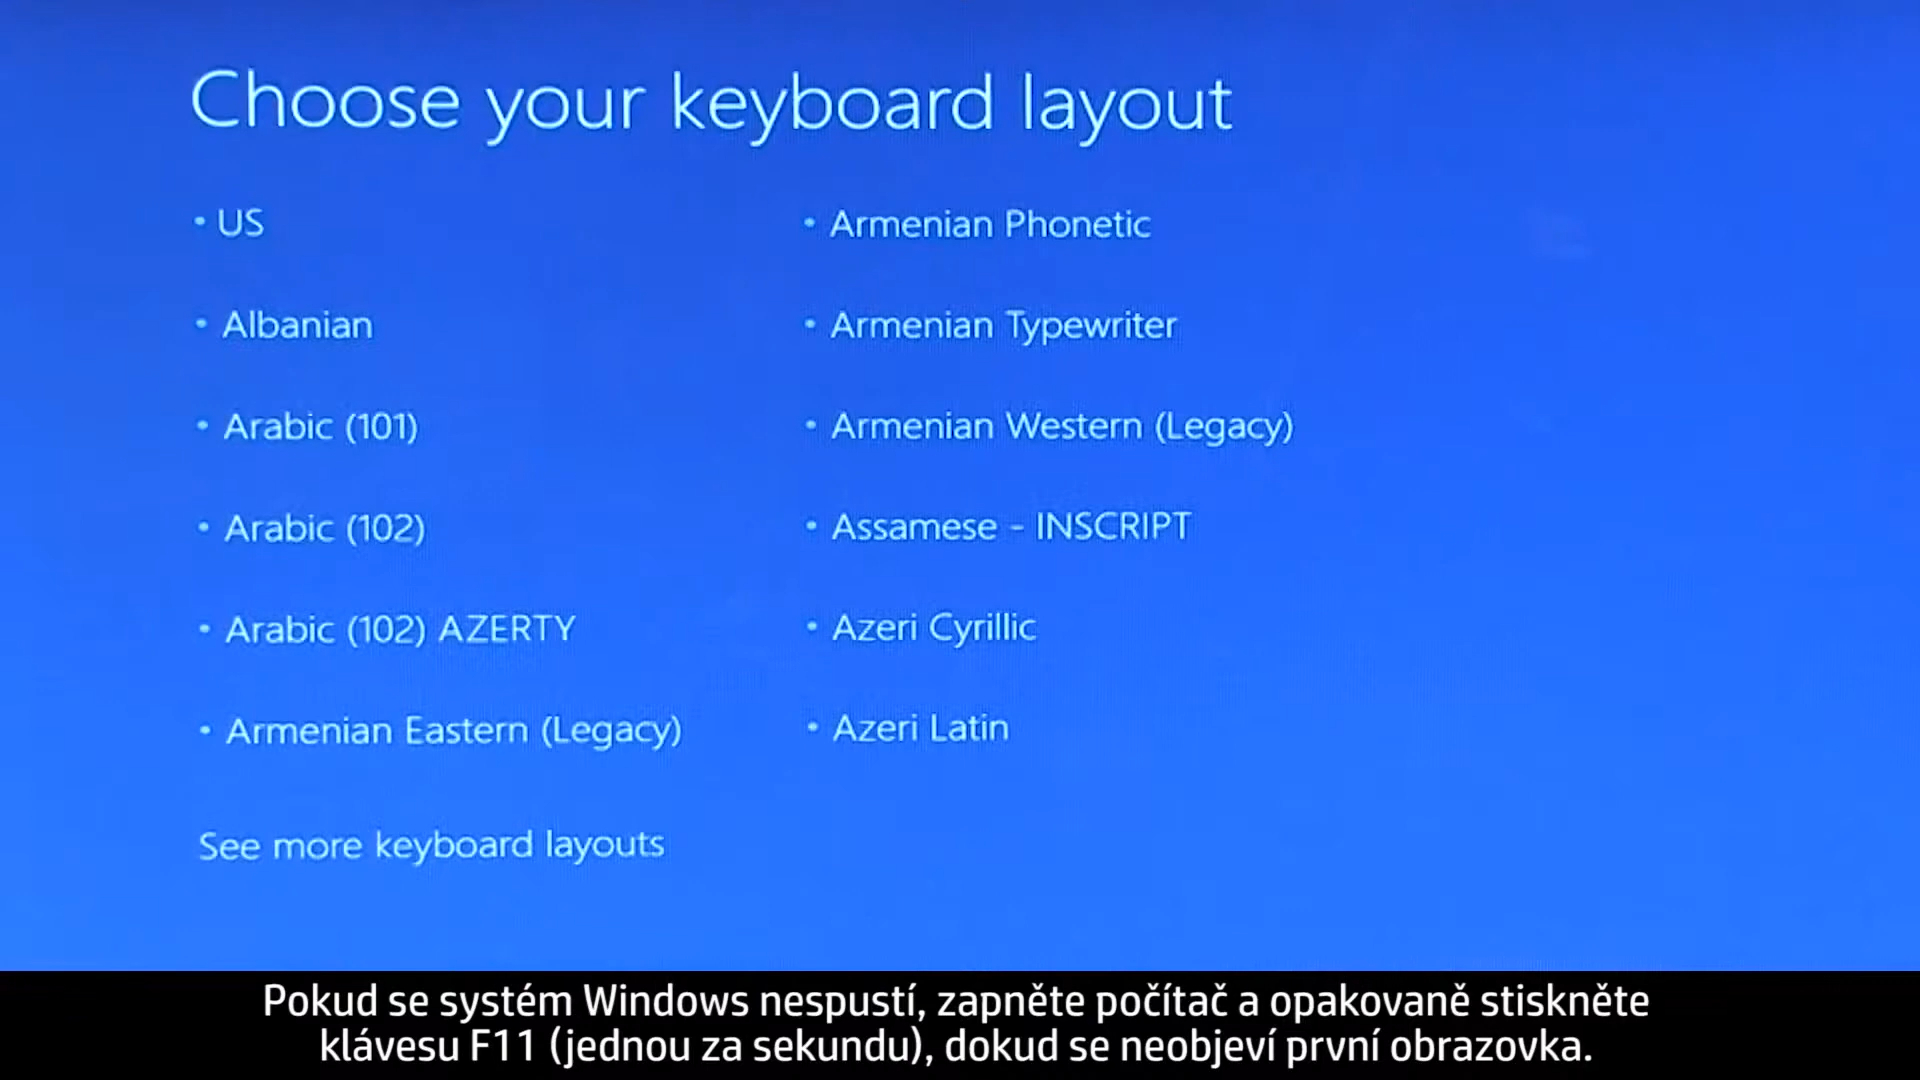 Choose your keyboard layout
• US
• Albanian
• Arabic (101)
• Arabic (102)
• Arabic (102) AZERTY
• Armenian Eastern (Legacy)
• Armenian Phonetic
• Armenian Typewriter
• Armenian Western (Legacy)
• Assamese - INSCRIPT
• Azeri Cyrillic
• Azeri Latin
See more keyboard layouts
Pokud se systém Windows nespustí, zapněte počítač a opakovaně stiskněte
klávesu F11 (jednou za sekundu), dokud se neobjeví první obrazovka.